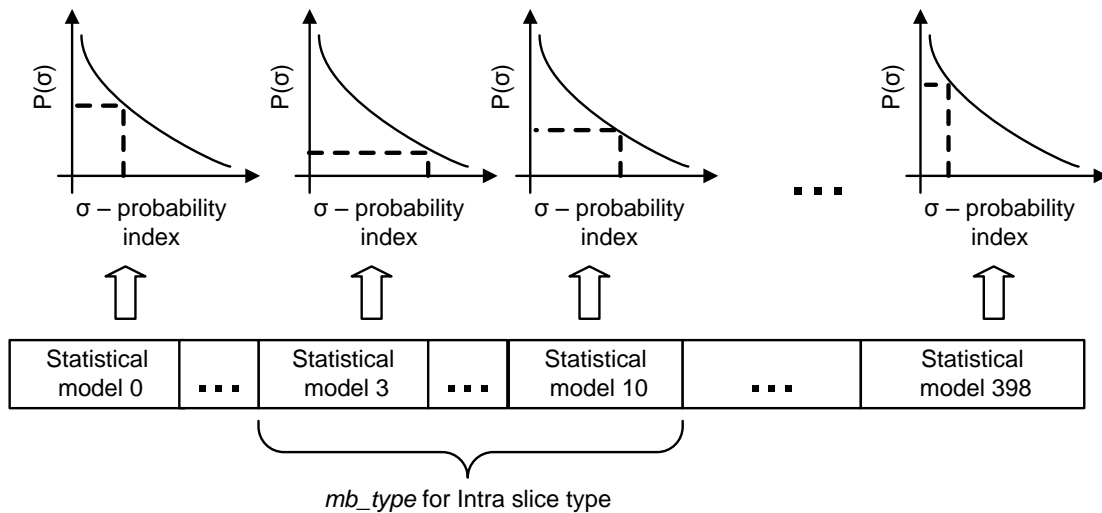 P(σ)
σ – probability
index
P(σ)
σ – probability
index
P(σ)
σ – probability
index
...
P(σ)
σ – probability
index
Statistical
model 0
...
Statistical
model 3
...
Statistical
model 10
...
Statistical
model 398
mb_type for Intra slice type